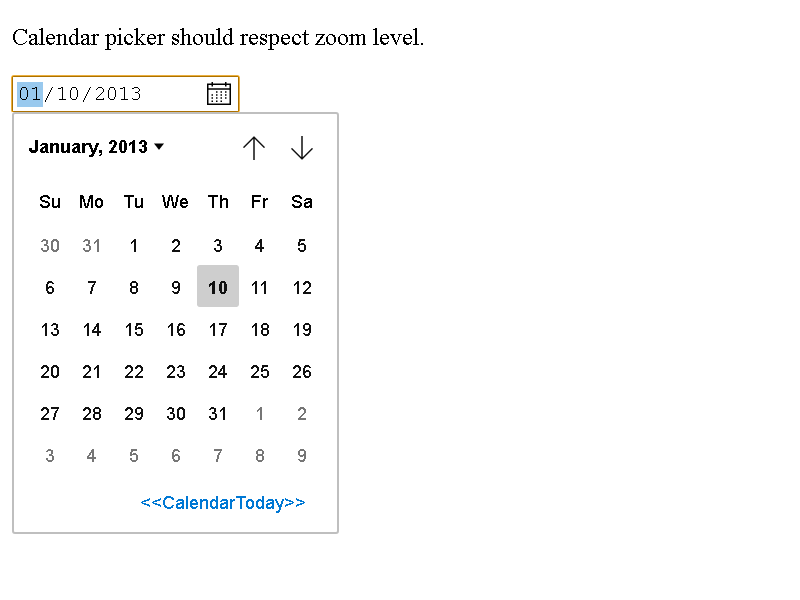 Calendar picker should respect zoom level.
01/10/2013
January, 2013
Su Mo Tu We Th Fr Sa
30 31 1 2 3 4 5
6 7 8 9 10 11 12
13 14 15 16 17 18 19
20 21 22 23 24 25 26
27 28 29 30 31 1 2
3 4 5 6 7 8 9
<<CalendarToday>>